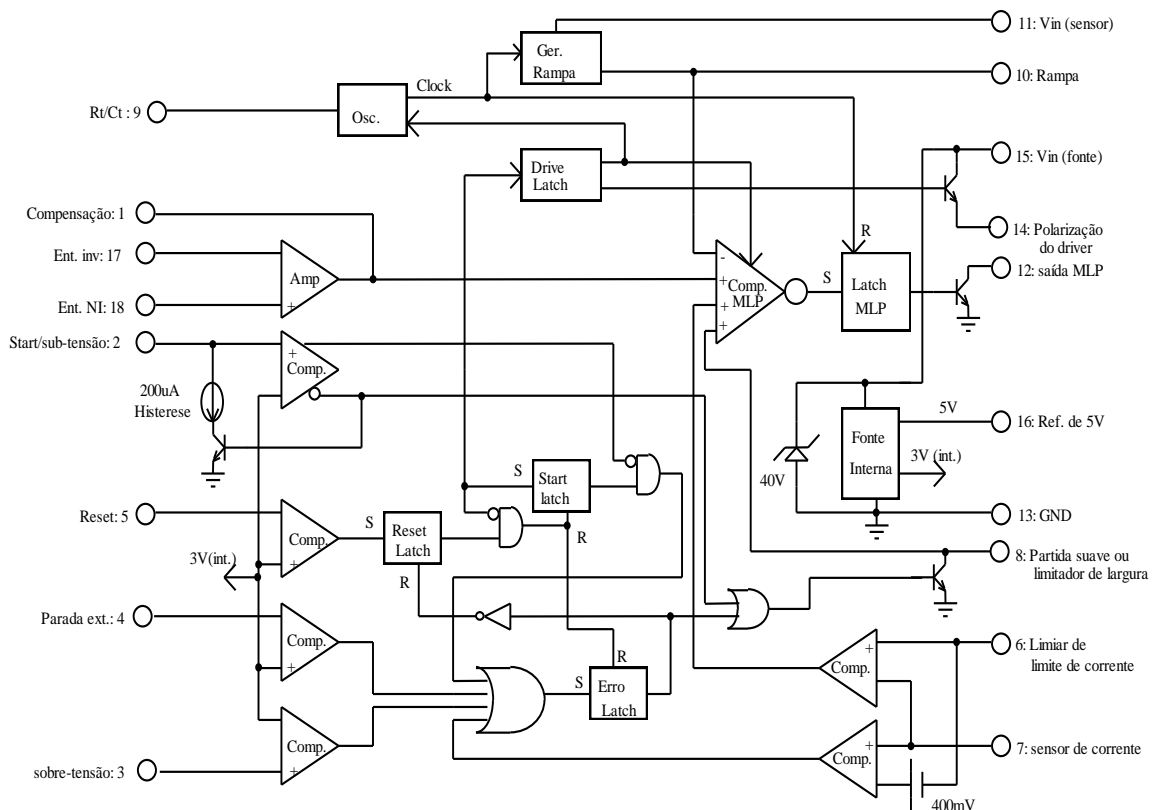 11: Vin (sensor)
Ger.
Rampa
10: Rampa
Clock
Rt/Ct : 9
Osc.
15: Vin (fonte)
Drive
Latch
Compensação: 1
R
14: Polarização
do driver
Ent. inv: 17
-
12: saída MLP
Amp
+
Comp.
MLP
S
Latch
MLP
Ent. NI: 18
+
+
+
Start/sub-tensão: 2
+
Comp.
200uA
Histerese
5V
16: Ref. de 5V
Fonte
Interna
3V (int.)
40V
S
Start
latch
Reset: 5
S
Reset
Latch
13: GND
Comp.
R
3V(int.)
+
8: Partida suave ou
limitador de largura
R
Parada ext.: 4
Comp.
+
R
+
6: Limiar de
limite de corrente
Comp.
S
Erro
Latch
Comp.
+
+
7: sensor de corrente
Comp.
sobre-tensão: 3
400mV